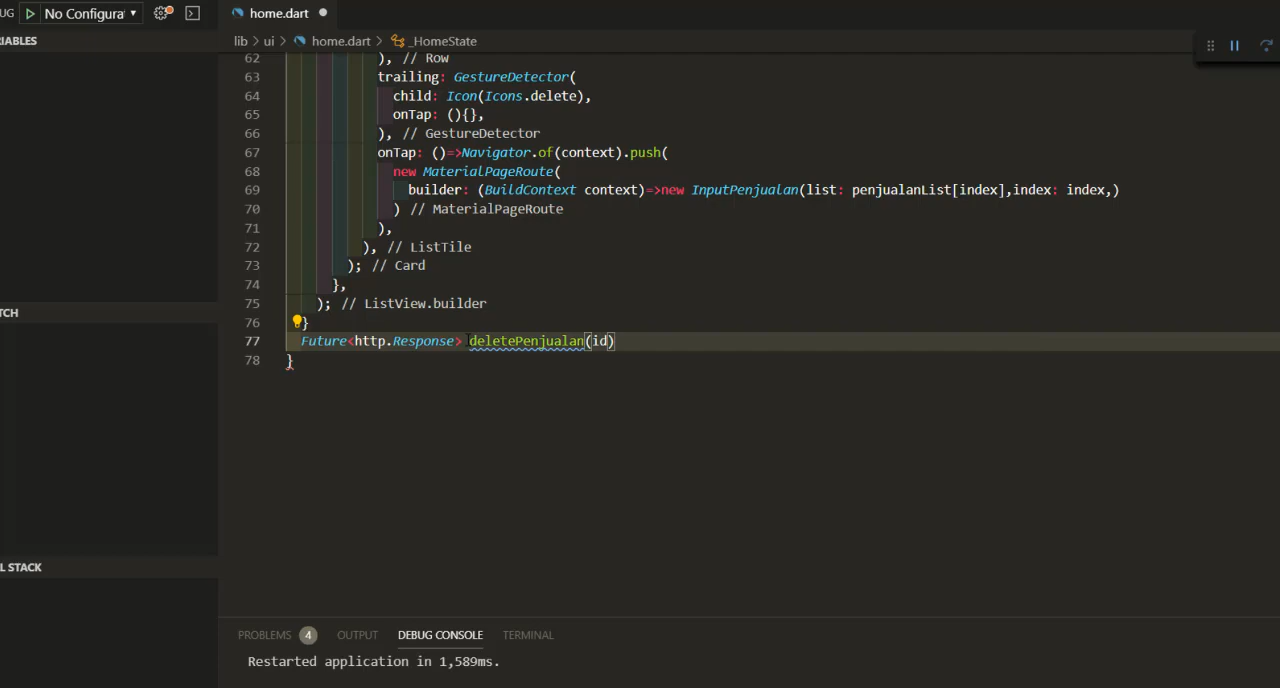 UG No Configura
home.dart
IABLES
lib > ui > home.dart > _HomeState
62 ), // Row
63 trailing: GestureDetector(
64 child: Icon(Icons.delete),
65 onTap: (){},
66 ), // GestureDetector
67 onTap: ()=>Navigator.of(context).push(
68 new MaterialPageRoute(
69 builder: (BuildContext context)=>new InputPenjualan(list: penjualanList[index],index: index,)
70 ) // MaterialPageRoute
71 ),
72 ), // ListTile
73 ); // Card
74 },
75 ); // ListView.builder
76 }
77 Future<http.Response> deletePenjualan(id)
78 }
TCH
L STACK
PROBLEMS 4 OUTPUT DEBUG CONSOLE TERMINAL
Restarted application in 1,589ms.